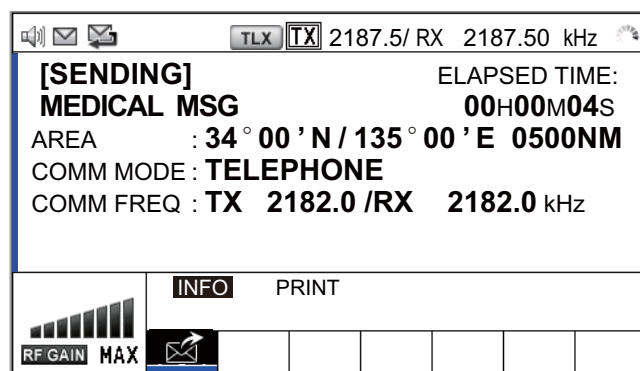 TLX TX 2187.5/ RX 2187.50 kHz
[SENDING] ELAPSED TIME:
MEDICAL MSG 00H00M04S
AREA : 34°00 ’N / 135°00 ’E 0500NM
COMM MODE : TELEPHONE
COMM FREQ : TX 2182.0 /RX 2182.0 kHz
INFO PRINT
RF GAIN MAX